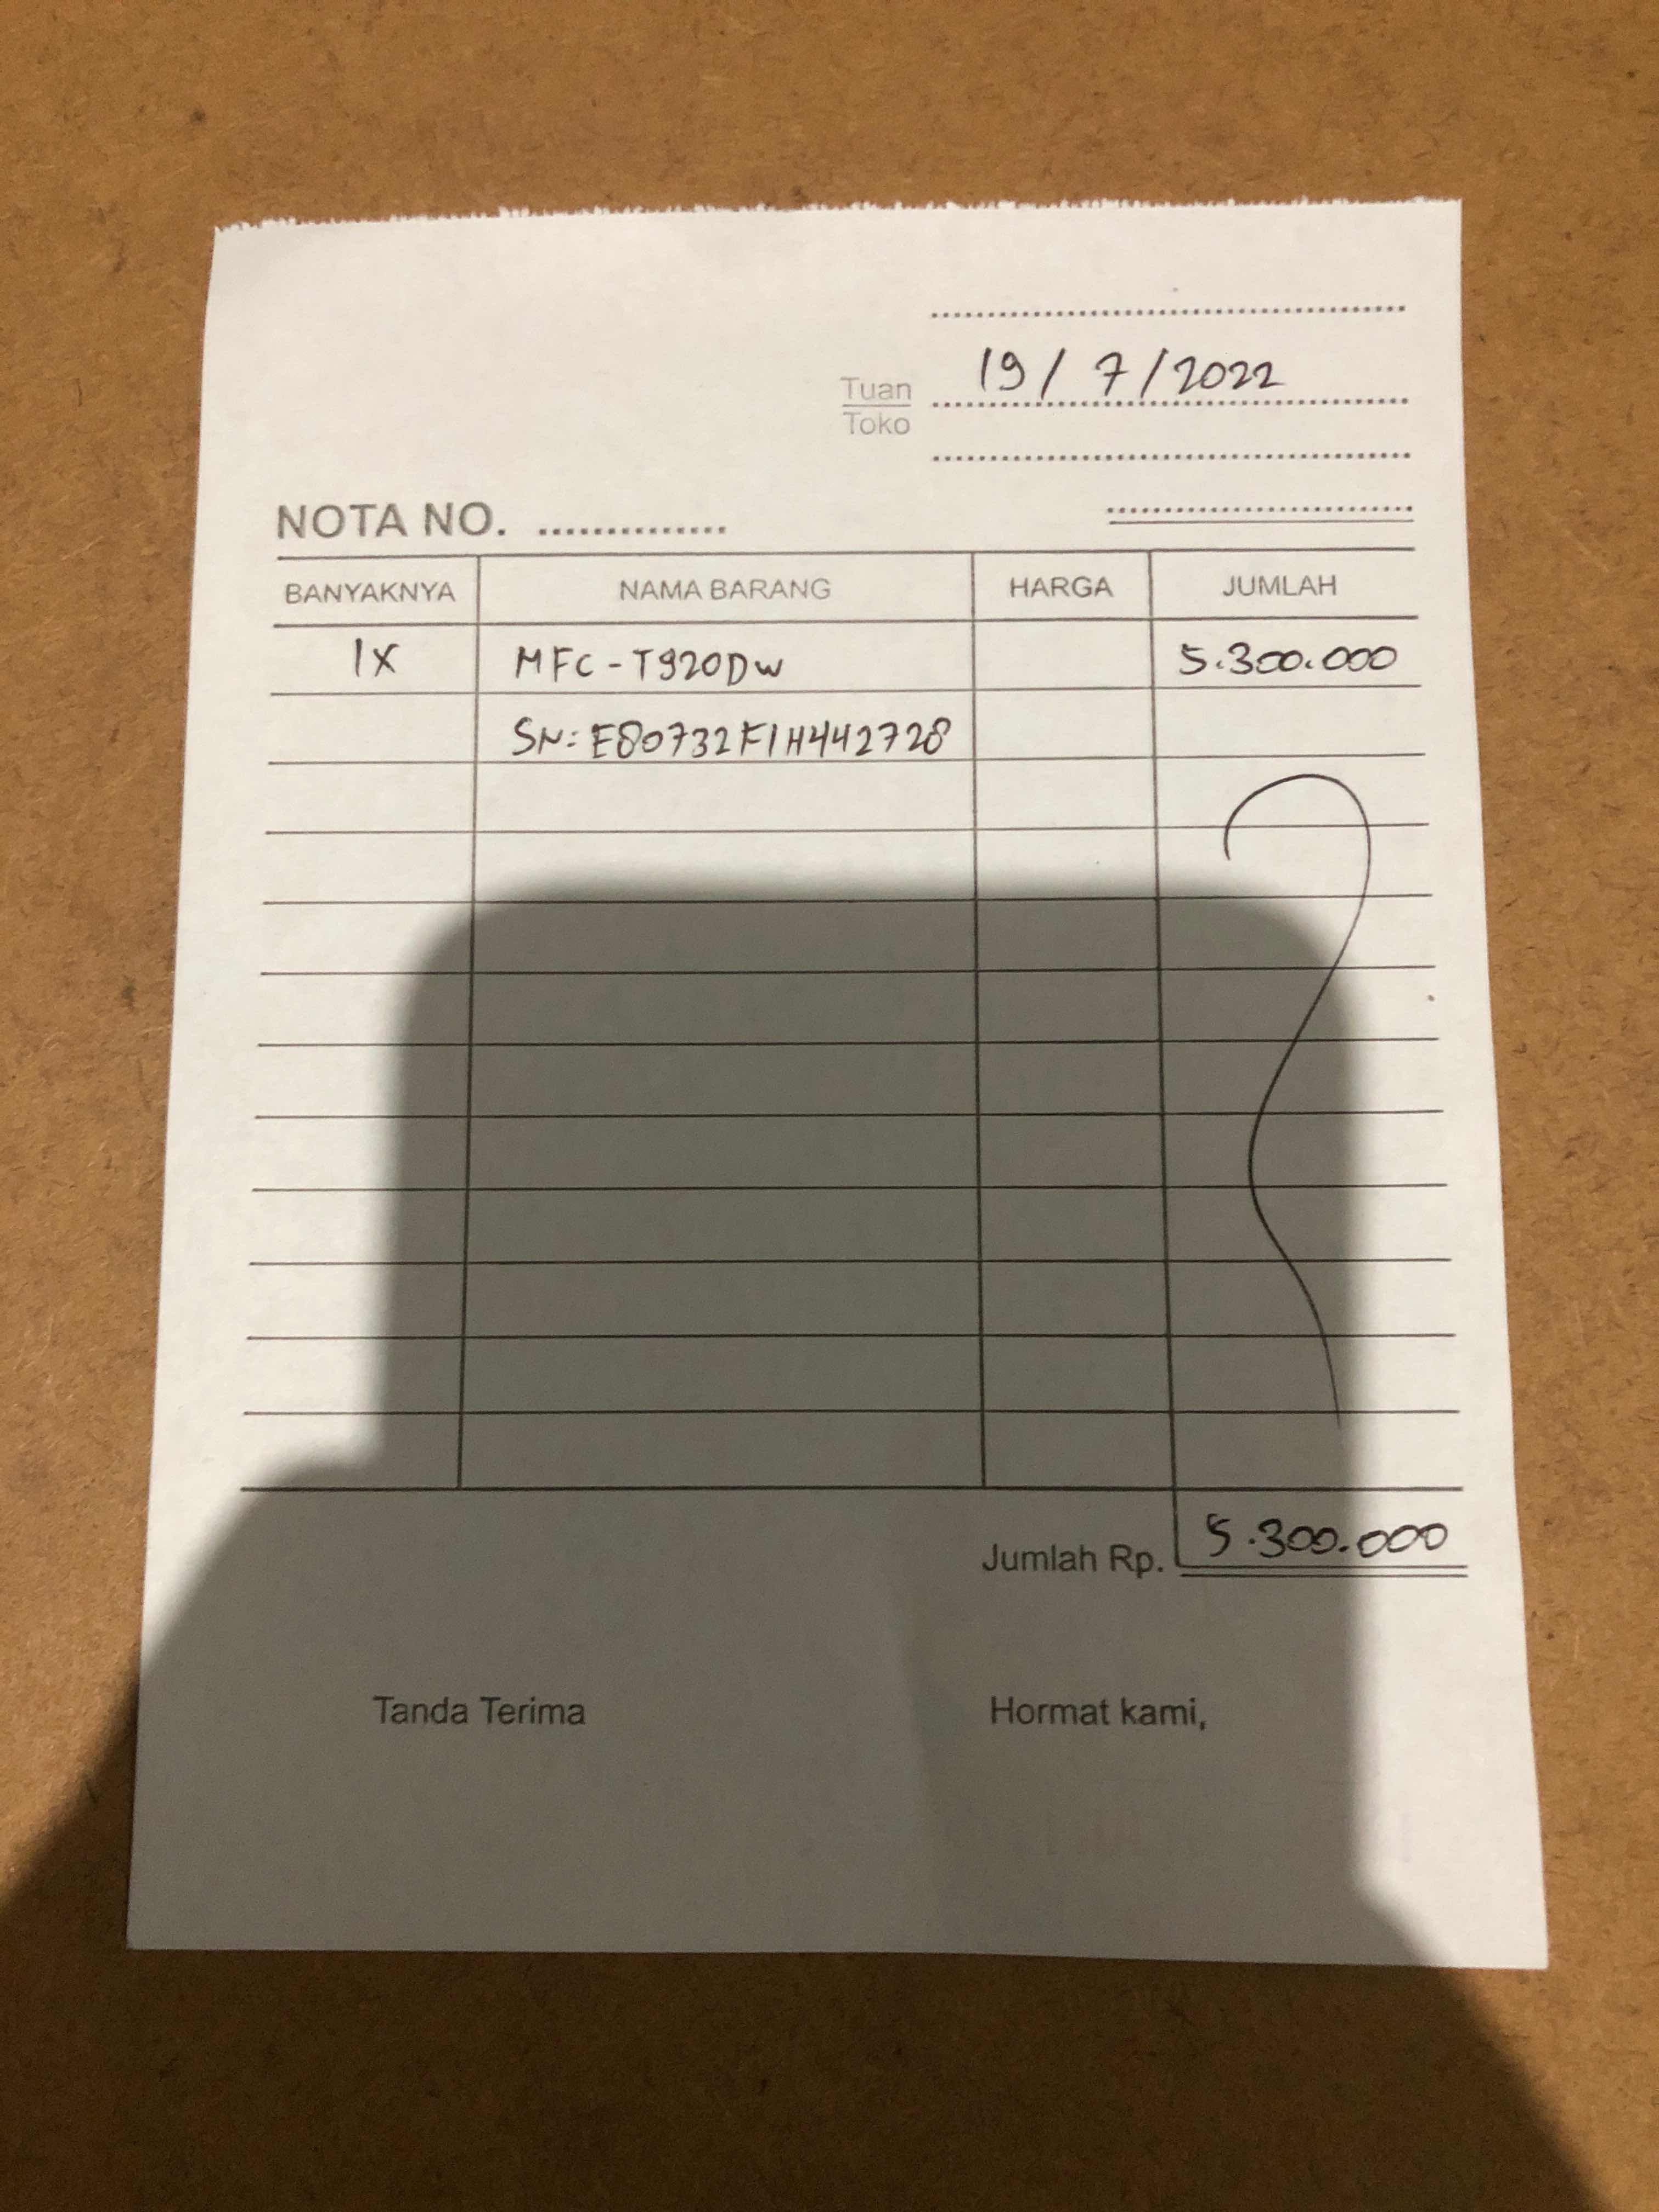 19/7/2022
Tuan
Toko
NOTA NO. ..............
BANYAKNYA NAMA BARANG HARGA JUMLAH
1X MFC-T920DW 5.300.000
SN: E80732F1H442728
Jumlah Rp. 5.300.000
Tanda Terima Hormat kami,